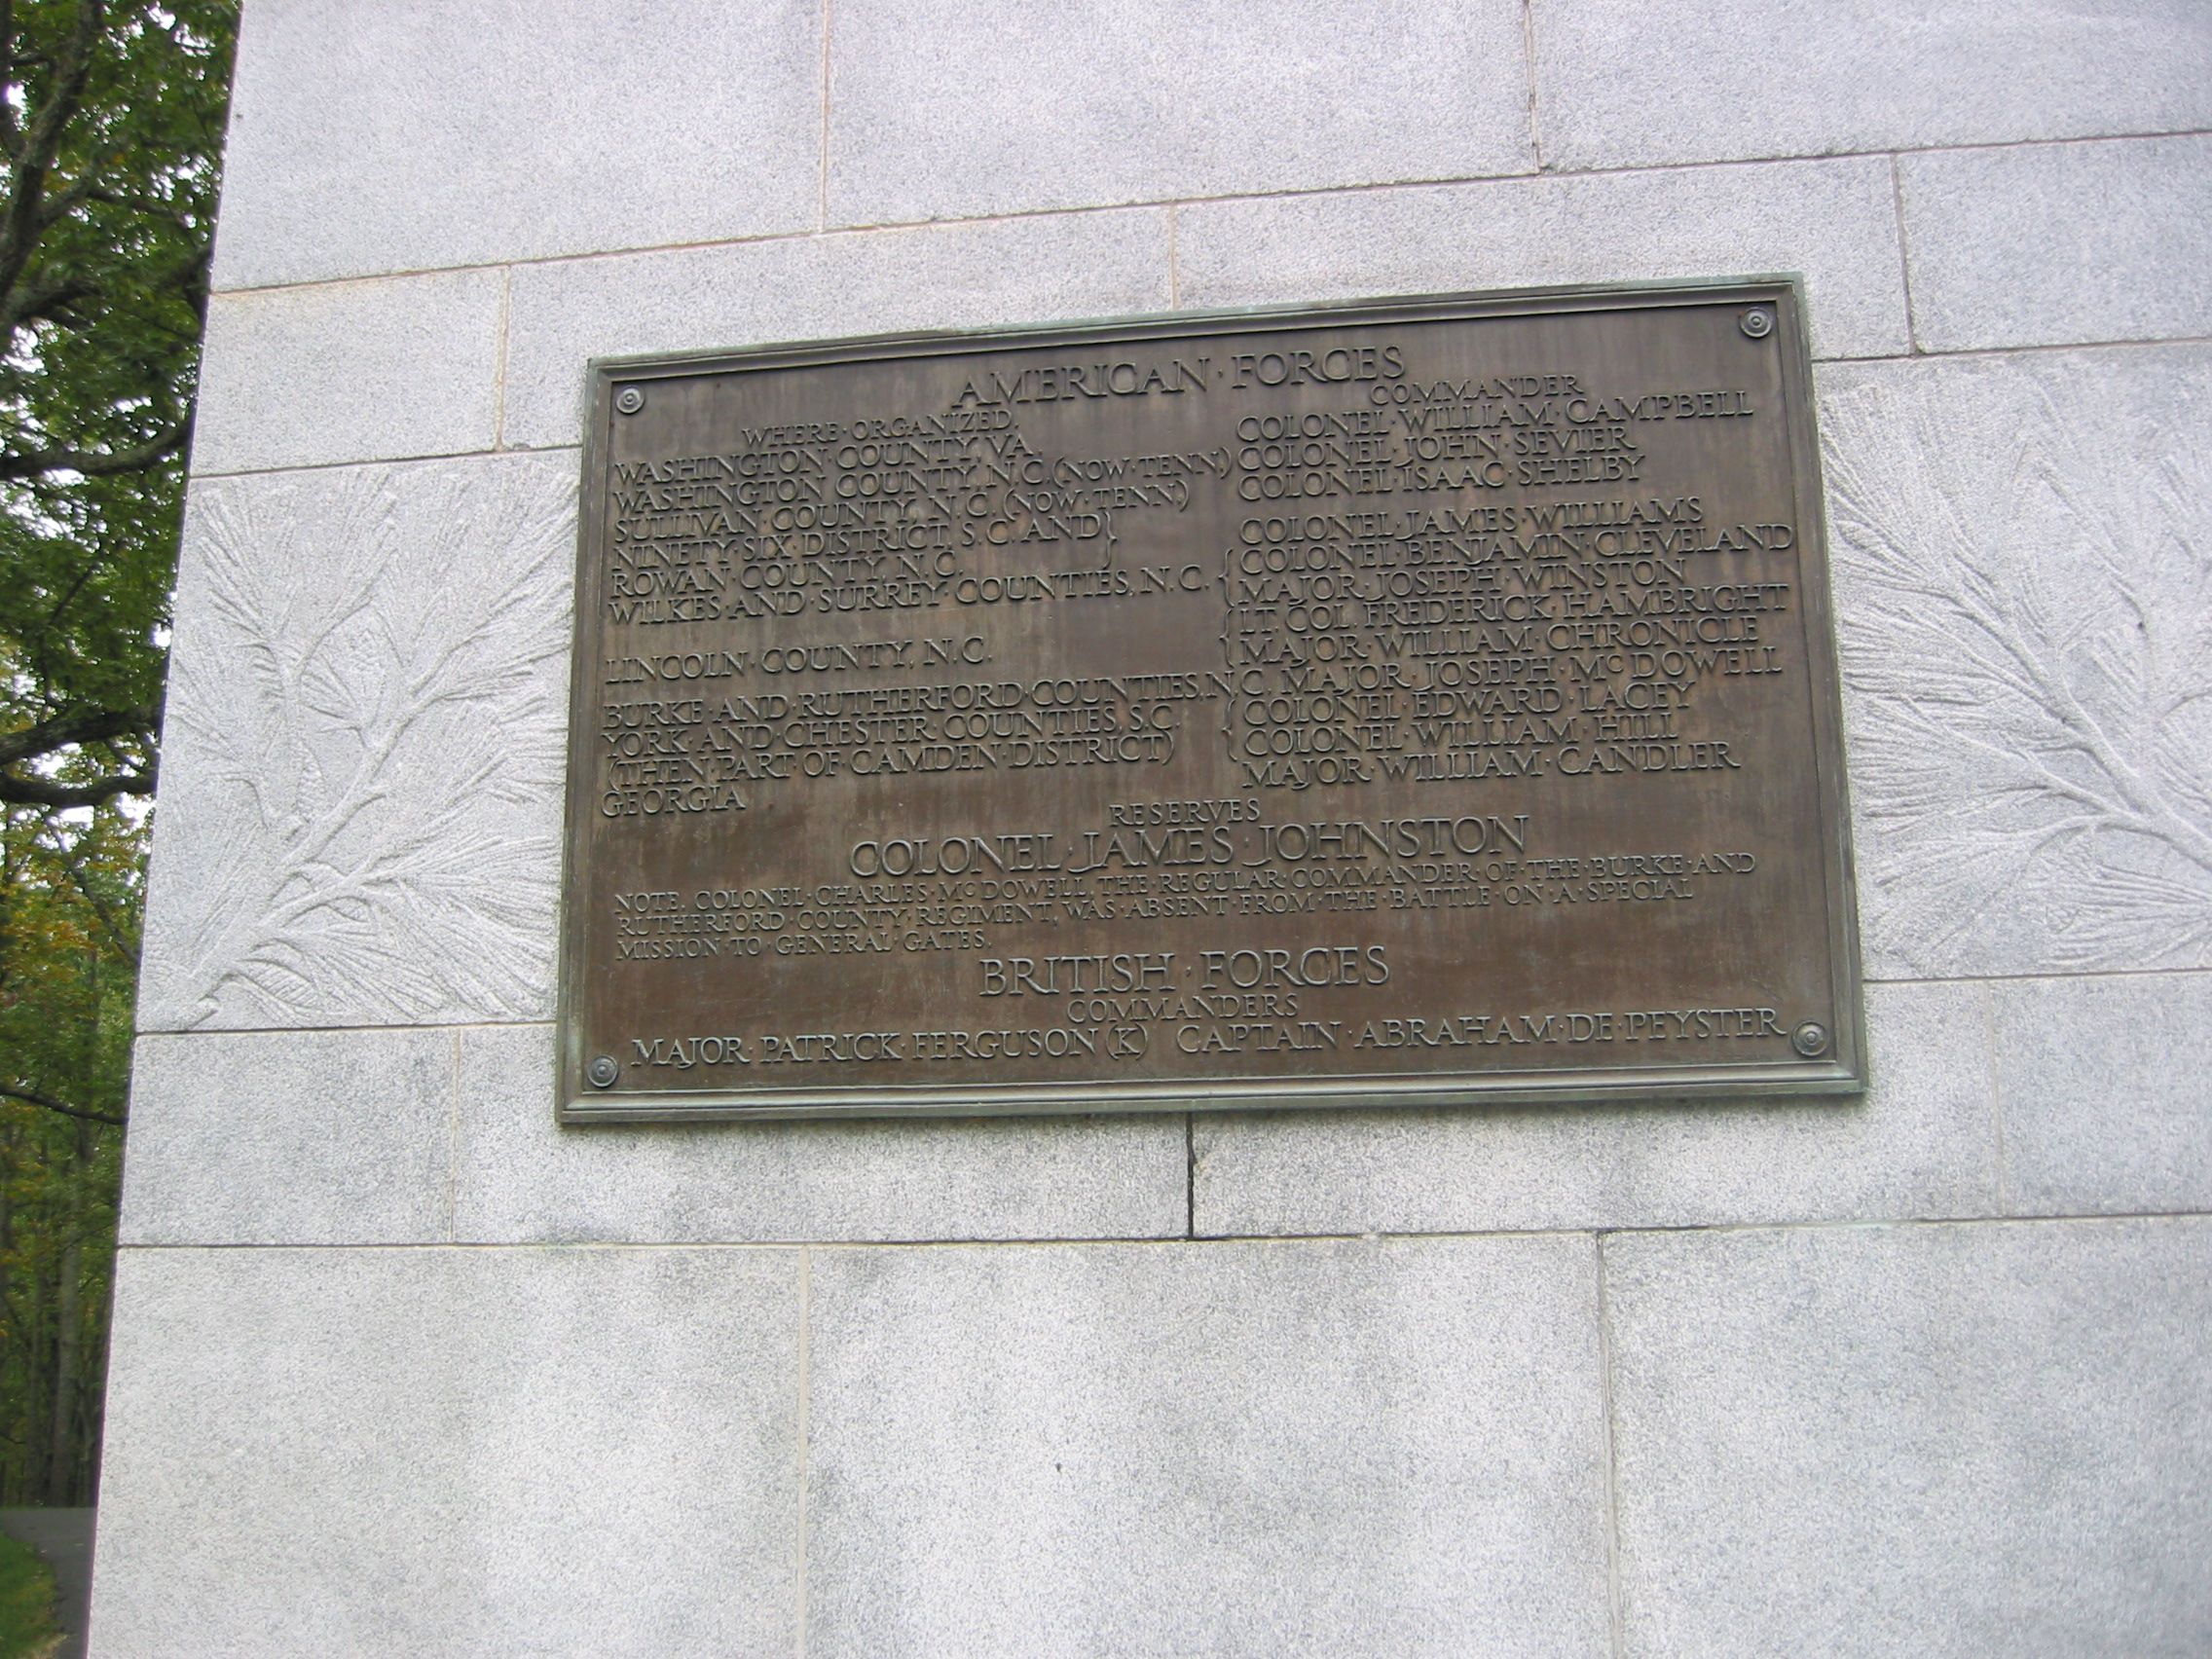 AMERICAN·FORCES
WHERE·ORGANIZED. COMMANDER
WASHINGTON·COUNTY, VA. COLONEL·WILLIAM·CAMPBELL
WASHINGTON·COUNTY, N.C. (NOW·TENN.) COLONEL·JOHN·SEVIER
SULLIVAN·COUNTY, N.C. (NOW·TENN.) COLONEL·ISAAC·SHELBY
NINETY·SIX·DISTRICT, S.C. AND }
ROWAN·COUNTY, N.C. COLONEL·JAMES·WILLIAMS
WILKES·AND·SURREY·COUNTIES, N.C. { COLONEL·BENJAMIN·CLEVELAND
MAJOR·JOSEPH·WINSTON
LINCOLN·COUNTY, N.C. { LT. COL. FREDERICK·HAMBRIGHT
MAJOR·WILLIAM·CHRONICLE
BURKE·AND·RUTHERFORD·COUNTIES, N.C. MAJOR·JOSEPH·McDOWELL
YORK·AND·CHESTER·COUNTIES, S.C. { COLONEL·EDWARD·LACEY
(THEN·PART·OF·CAMDEN·DISTRICT) COLONEL·WILLIAM·HILL
GEORGIA MAJOR·WILLIAM·CANDLER
RESERVES
COLONEL·JAMES·JOHNSTON
NOTE. COLONEL·CHARLES·McDOWELL, THE·REGULAR·COMMANDER·OF·THE·BURKE·AND
RUTHERFORD·COUNTY·REGIMENT, WAS·ABSENT·FROM·THE·BATTLE·ON·A·SPECIAL
MISSION·TO·GENERAL·GATES.
BRITISH·FORCES
COMMANDERS
MAJOR·PATRICK·FERGUSON (K) CAPTAIN·ABRAHAM·DE·PEYSTER